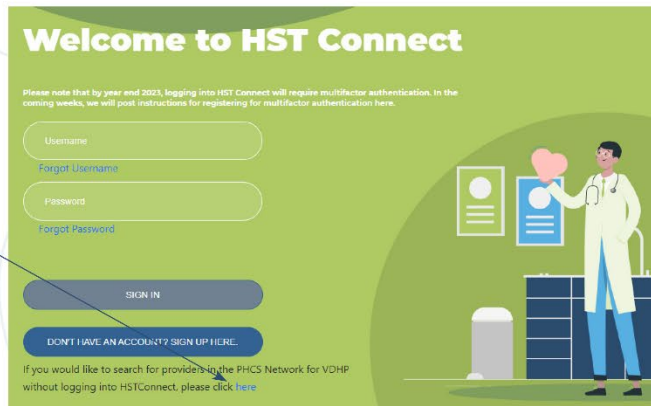 Welcome to HST Connect
Please note that by year end 2023, logging into HST Connect will require multifactor authentication. In the
coming weeks, we will post instructions for registering for multifactor authentication here.
Username
Forgot Username
Password
Forgot Password
SIGN IN
DON'T HAVE AN ACCOUNT? SIGN UP HERE.
If you would like to search for providers in the PHCS Network for VDHP
without logging into HSTConnect, please click here